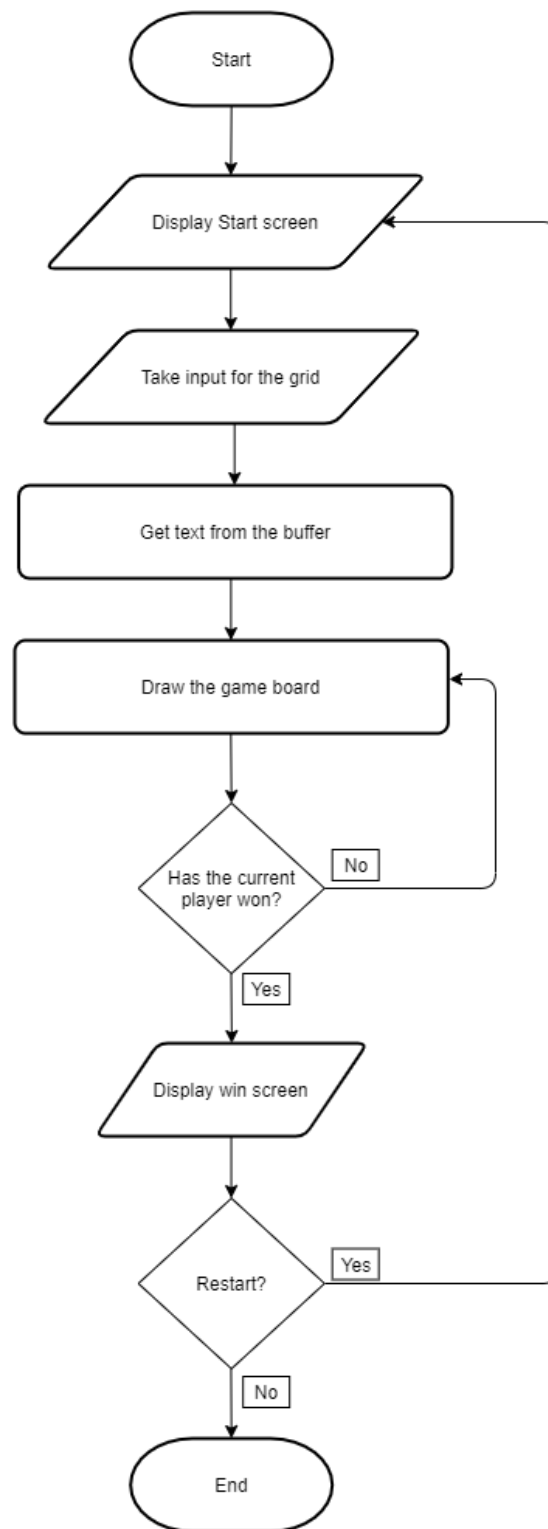 Start
Display Start screen
Take input for the grid
Get text from the buffer
Draw the game board
Has the current
player won?
No
Yes
Display win screen
Restart?
Yes
No
End